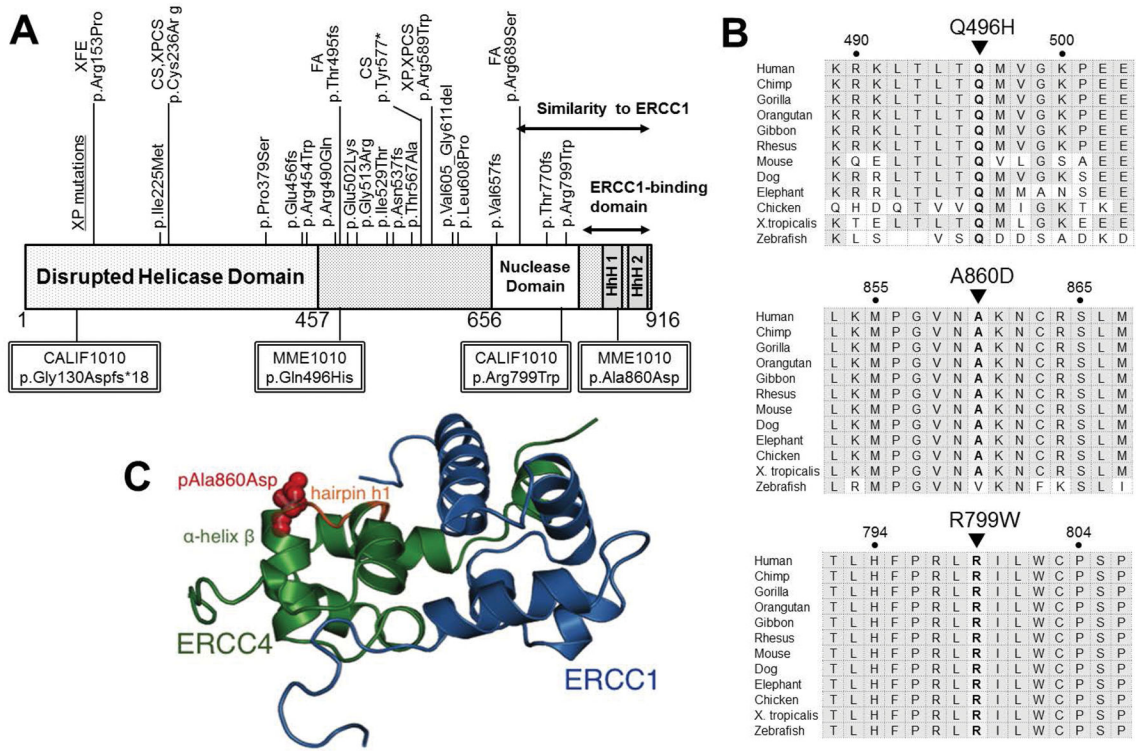 A
XP mutations
XFE
p.Arg153Pro
p.Ile225Met
CS,XPCS
p.Cys236Ar g
p.Pro379Ser
p.Glu456fs
p.Arg454Trp
p.Arg490Gln
FA
p.Thr495fs
p.Glu502Lys
p.Gly513Arg
p.Ile529Thr
p.Asn537fs
CS
p.Tyr577*
p.Thr567Ala
XP,XPCS
p.Arg589Trp
p.Val605_Gly611del
p.Leu608Pro
p.Val657fs
FA
p.Arg689Ser
p.Thr770fs
p.Arg799Trp
Similarity to ERCC1
ERCC1-binding
domain
Disrupted Helicase Domain
Nuclease
Domain
HhH 1
HhH 2
1 457 656 916
CALIF1010
p.Gly130Aspfs*18
MME1010
p.Gln496His
CALIF1010
p.Arg799Trp
MME1010
p.Ala860Asp
B
Q496H
490 500
Human K R K L T L T Q M V G K P E E
Chimp K R K L T L T Q M V G K P E E
Gorilla K R K L T L T Q M V G K P E E
Orangutan K R K L T L T Q M V G K P E E
Gibbon K R K L T L T Q M V G K P E E
Rhesus K R K L T L T Q M V G K P E E
Mouse K Q E L T L T Q V L G S A E E
Dog K R L T L T Q M V G K S E E
Elephant K R R L T L T Q M M A N S E E
Chicken Q H D Q T V V Q M I G K T K E
X.tropicalis K T E L T L T Q M L G K E E E
Zebrafish K L S V S Q D D S A D K D
A860D
855 865
Human L K M P G V N A K N C R S L M
Chimp L K M P G V N A K N C R S L M
Gorilla L K M P G V N A K N C R S L M
Orangutan L K M P G V N A K N C R S L M
Gibbon L K M P G V N A K N C R S L M
Rhesus L K M P G V N A K N C R S L M
Mouse L K M P G V N A K N C R S L M
Dog L K M P G V N A K N C R S L M
Elephant L K M P G V N A K N C R S L M
Chicken L K M P G V N A K N C R S L M
X. tropicalis L K M P G V N A K N C R S L M
Zebrafish L R M P G V N V K N F K S L I
R799W
794 804
Human T L H F P R L R I L W C P S P
Chimp T L H F P R L R I L W C P S P
Gorilla T L H F P R L R I L W C P S P
Orangutan T L H F P R L R I L W C P S P
Gibbon T L H F P R L R I L W C P S P
Rhesus T L H F P R L R I L W C P S P
Mouse T L H F P R L R I L W C P S P
Dog T L H F P R L R I L W C P S P
Elephant T L H F P R L R I L W C P S P
Chicken T L H F P R L R I L W C P S P
X. tropicalis T L H F P R L R I L W C P S P
Zebrafish T L H F P R L R I L W C P S P
C
pAla860Asp
hairpin h1
α-helix β
ERCC4
ERCC1